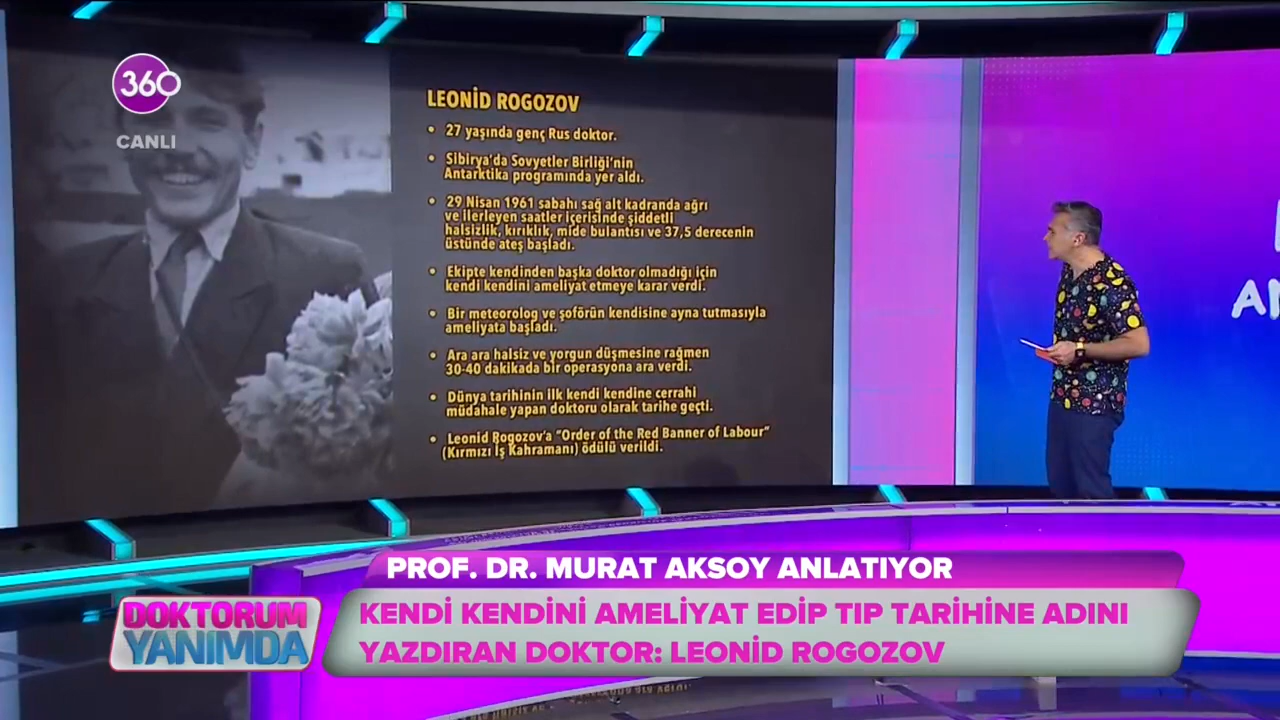 360
CANLI
LEONİD ROGOZOV
• 27 yaşında genç Rus doktor.
• Sibirya'da Sovyetler Birliği'nin
Antarktika programında yer aldı.
• 29 Nisan 1961 sabahı sağ alt kadranda ağrı
ve ilerleyen saatler içerisinde şiddetli
halsizlik, kırıklık, mide bulantısı ve 37,5 derecenin
üstünde ateş başladı.
• Ekipte kendinden başka doktor olmadığı için
kendi kendini ameliyat etmeye karar verdi.
• Bir meteorolog ve şoförün kendisine ayna tutmasıyla
ameliyata başladı.
• Ara ara halsiz ve yorgun düşmesine rağmen
30-40 dakikada bir operasyona ara verdi.
• Dünya tarihinin ilk kendi kendine cerrahi
müdahale yapan doktoru olarak tarihe geçti.
• Leonid Rogozov'a "Order of the Red Banner of Labour"
(Kırmızı İş Kahramanı) ödülü verildi.
PROF. DR. MURAT AKSOY ANLATIYOR
DOKTORUM
YANIMDA
KENDİ KENDİNİ AMELİYAT EDİP TIP TARİHİNE ADINI
YAZDIRAN DOKTOR: LEONİD ROGOZOV